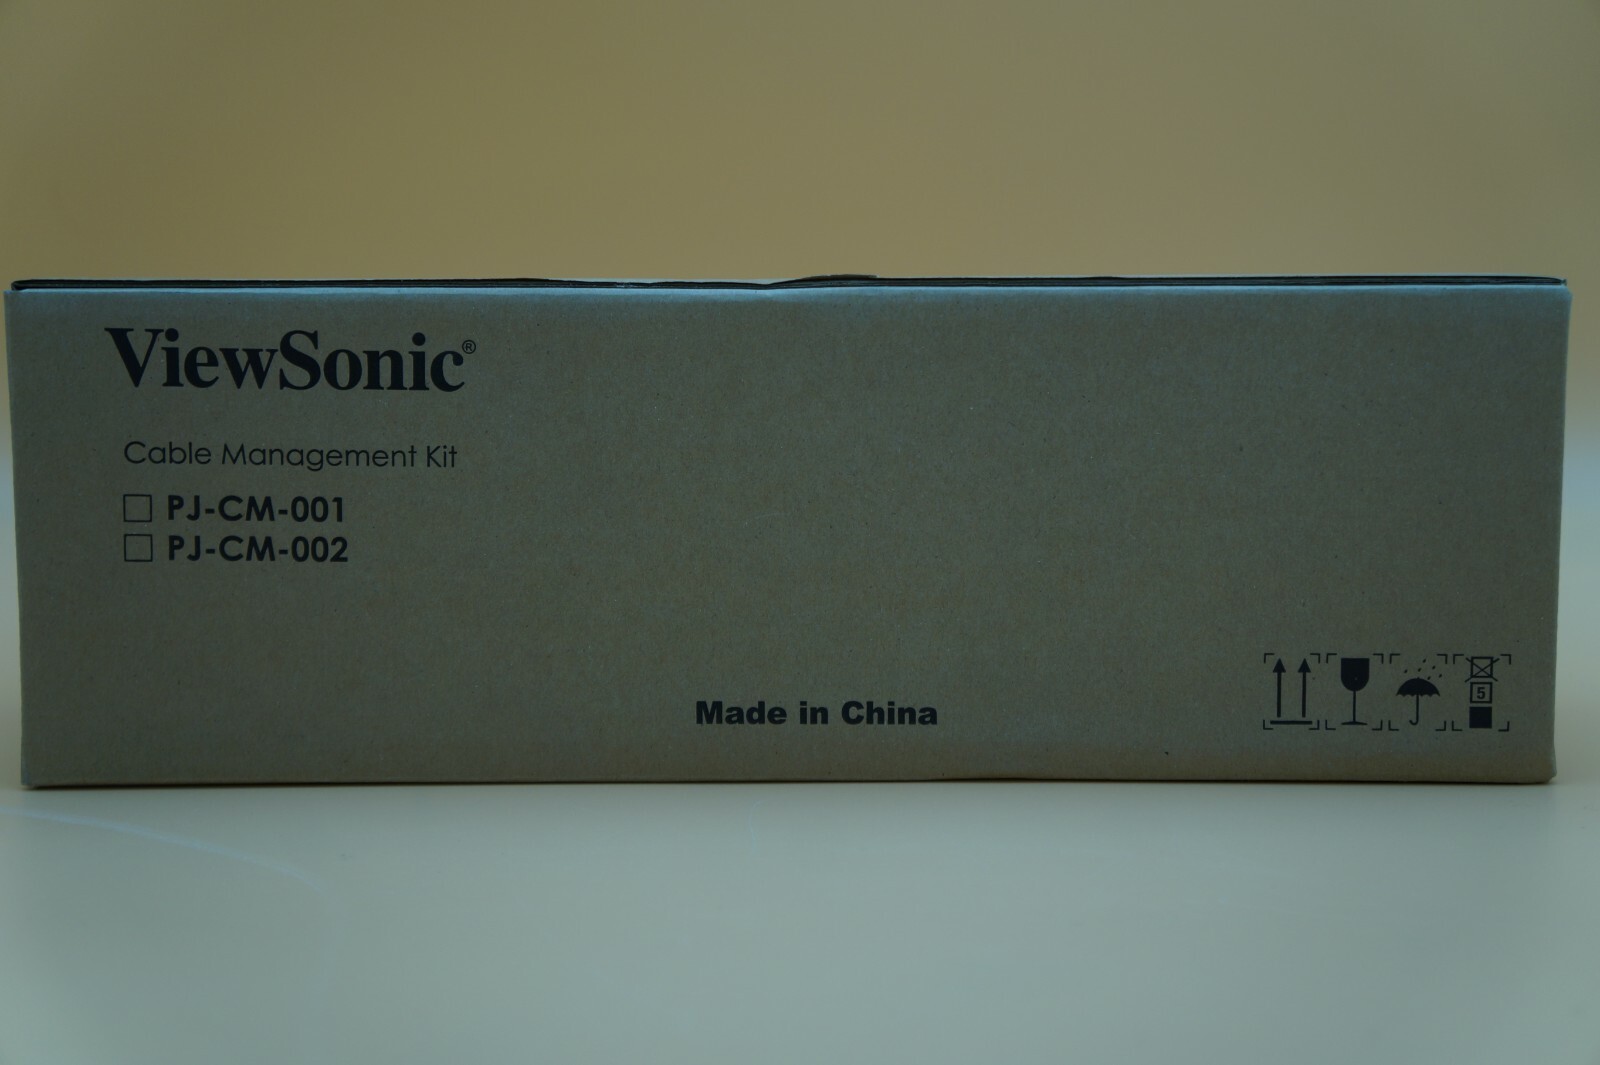 ViewSonic®
Cable Management Kit
PJ-CM-001
PJ-CM-002
Made in China
5